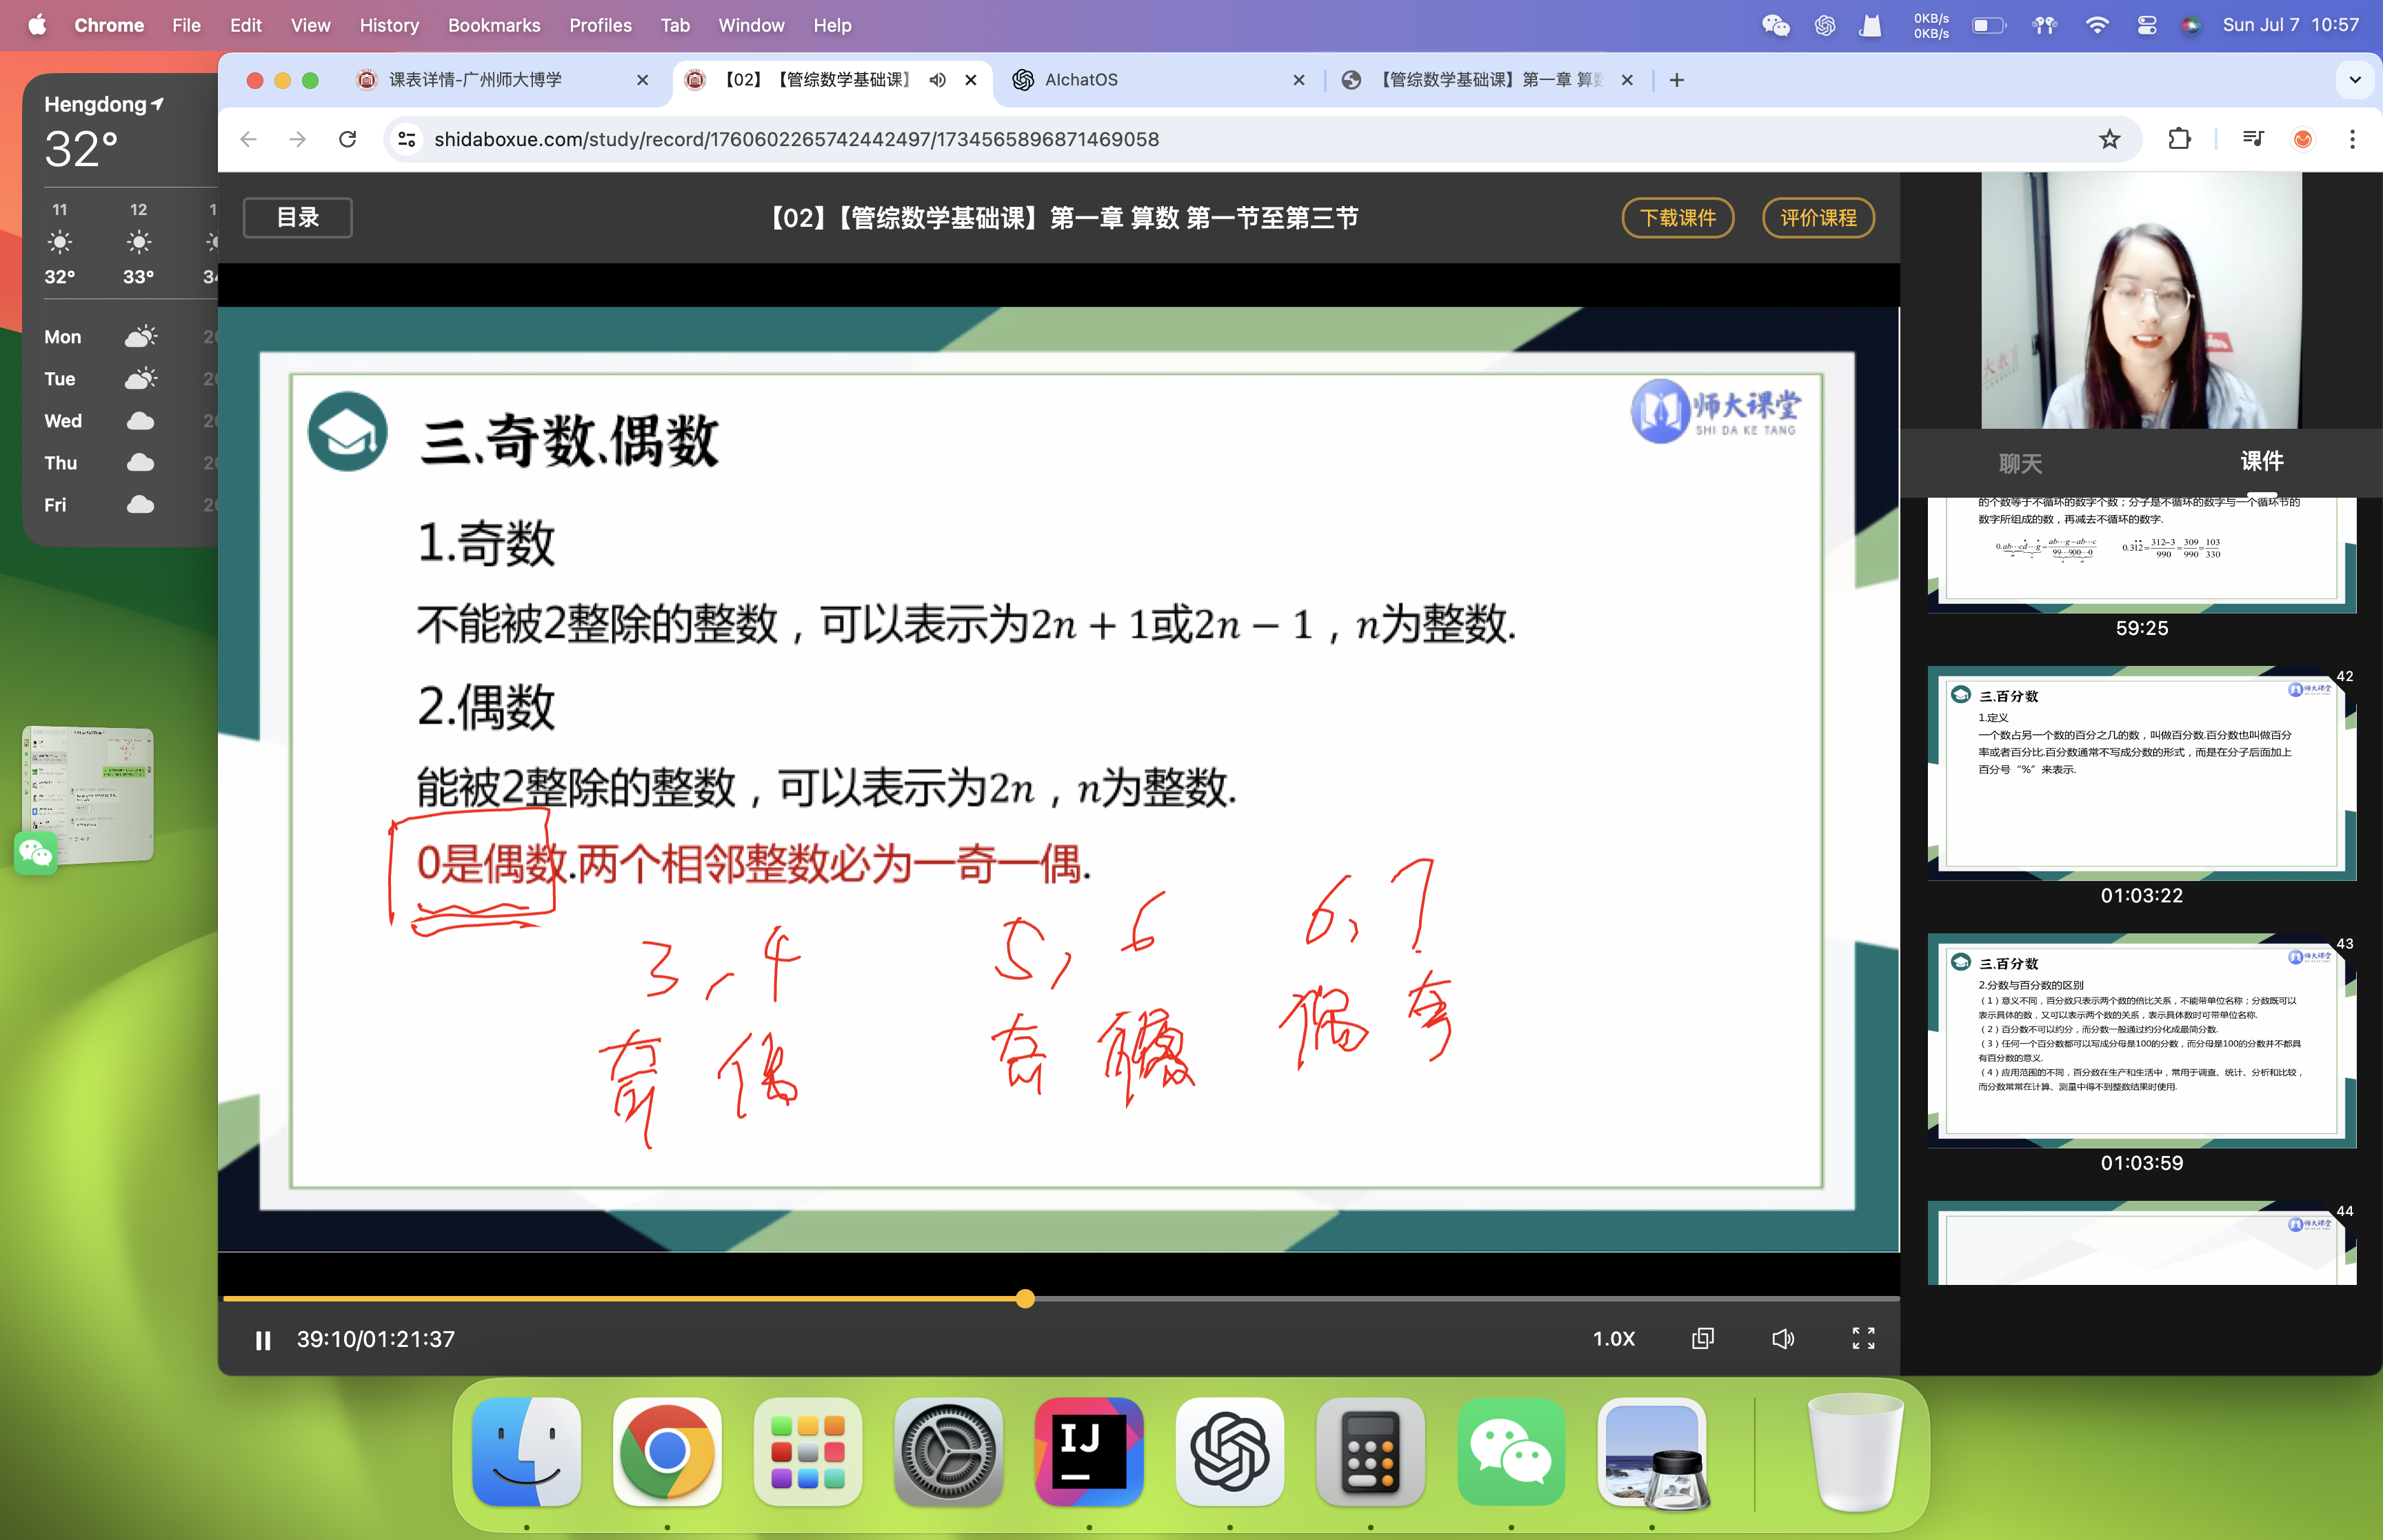 Chrome File Edit View History Bookmarks Profiles Tab Window Help
0KB/s
0KB/s
Sun Jul 7 10:57
Hengdong
32°
11 12 1
32° 33° 34
Mon 20
Tue 20
Wed 20
Thu 20
Fri 20
课表详情-广州师大博学
【02】【管综数学基础课】
AIchatOS
【管综数学基础课】第一章 算数
shidaboxue.com/study/record/1760602265742442497/1734565896871469058
目录
【02】【管综数学基础课】第一章 算数 第一节至第三节
下载课件
评价课程
师大课堂
SHI DA KE TANG
三.奇数.偶数
1.奇数
不能被2整除的整数，可以表示为2n + 1或2n − 1，n为整数.
2.偶数
能被2整除的整数，可以表示为2n，n为整数.
0是偶数.两个相邻整数必为一奇一偶.
3 , 4 5 , 6 6, 7
奇 偶 奇 偶 偶 奇
39:10/01:21:37
1.0X
聊天
课件
的个数等于不循环的数字个数；分子是不循环的数字与一个循环节的
数字所组成的数，再减去不循环的数字.
59:25
42
三.百分数
师大课堂
1.定义
一个数占另一个数的百分之几的数，叫做百分数.百分数也叫做百分
率或者百分比.百分数通常不写成分数的形式，而是在分子后面加上
百分号“%”来表示.
01:03:22
43
三.百分数
师大课堂
2.分数与百分数的区别
（1）意义不同，百分数只表示两个数的倍比关系，不能带单位名称；分数既可以
表示具体的数，又可以表示两个数的关系，表示具体数时可带单位名称.
（2）百分数不可以约分，而分数一般通过约分化成最简分数.
（3）任何一个百分数都可以写成分母是100的分数，而分母是100的分数并不都具
有百分数的意义.
（4）应用范围的不同，百分数在生产和生活中，常用于调查、统计、分析和比较，
而分数常常在计算、测量中得不到整数结果时使用.
01:03:59
44
师大课堂
IJ